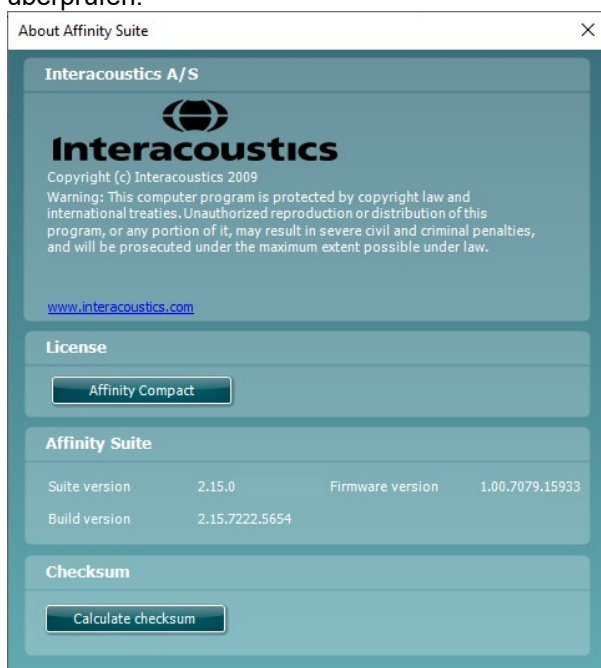 überprüfen.
About Affinity Suite
Interacoustics A/S
Interacoustics
Copyright (c) Interacoustics 2009
Warning: This computer program is protected by copyright law and
international treaties. Unauthorized reproduction or distribution of this
program, or any portion of it, may result in severe civil and criminal penalties,
and will be prosecuted under the maximum extent possible under law.
www.interacoustics.com
License
Affinity Compact
Affinity Suite
Suite version 2.15.0 Firmware version 1.00.7079.15933
Build version 2.15.7222.5654
Checksum
Calculate checksum